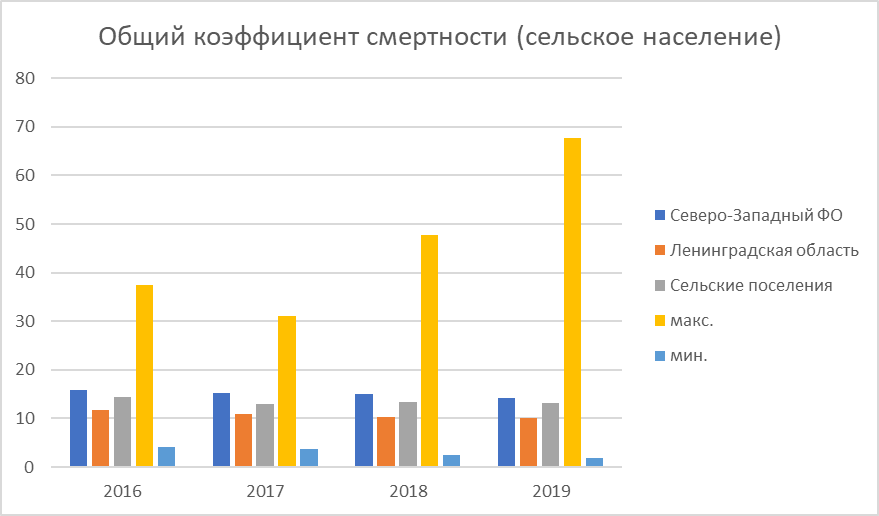 Общий коэффициент смертности (сельское население)
80
70
60
50
40
30
20
10
0
2016
2017
2018
2019
Северо-Западный ФО
Ленинградская область
Сельские поселения
макс.
мин.